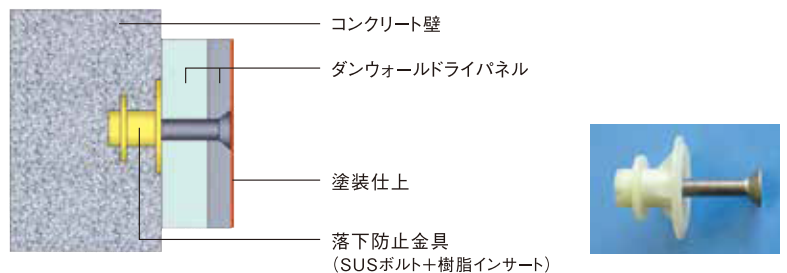 コンクリート壁
ダンウォールドライパネル
塗装仕上
落下防止金具
（SUSボルト＋樹脂インサート）